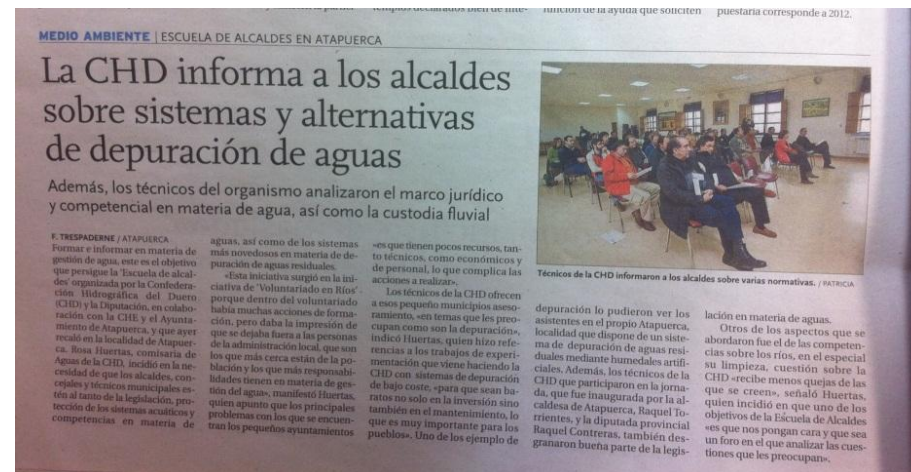 templos declarados bien de inte-
función de la ayuda que soliciten
puestaria corresponde a 2012.
MEDIO AMBIENTE | ESCUELA DE ALCALDES EN ATAPUERCA
La CHD informa a los alcaldes
sobre sistemas y alternativas
de depuración de aguas
Además, los técnicos del organismo analizaron el marco jurídico
y competencial en materia de agua, así como la custodia fluvial
Técnicos de la CHD informaron a los alcaldes sobre varias normativas. / PATRICIA
F. TRESPADERNE / ATAPUERCA
Formar e informar en materia de
gestión de agua, este es el objetivo
que persigue la 'Escuela de alcal-
des' organizada por la Confedera-
ción Hidrográfica del Duero
(CHD) y la Diputación, en colabo-
ración con la CHE y el Ayunta-
miento de Atapuerca, y que ayer
recaló en la localidad de Atapuer-
ca. Rosa Huertas, comisaria de
Aguas de la CHD, incidió en la ne-
cesidad de que los alcaldes, con-
cejales y técnicos municipales es-
tén al tanto de la legislación, pro-
tección de los sistemas acuáticos y
competencias en materia de
aguas, así como de los sistemas
más novedosos en materia de de-
puración de aguas residuales.
«Esta iniciativa surgió en la ini-
ciativa de 'Voluntariado en Ríos' -
porque dentro del voluntariado
había muchas acciones de forma-
ción, pero daba la impresión de
que se dejaba fuera a las personas
de la administración local, que son
los que más cerca están de la po-
blación y los que más responsabi-
lidades tienen en materia de ges-
tión del agua», manifestó Huertas,
quien apunto que los principales
problemas con los que se encuen-
tran los pequeños ayuntamientos
«es que tienen pocos recursos, tan-
to técnicos, como económicos y
de personal, lo que complica las
acciones a realizar».
Los técnicos de la CHD ofrecen
a esos pequeño municipios aseso-
ramiento, «en temas que les preo-
cupan como son la depuración»,
indicó Huertas, quien hizo refe-
rencias a los trabajos de experi-
mentación que viene haciendo la
CHD con sistemas de depuración
de bajo coste, «para que sean ba-
ratos no solo en la inversión sino
también en el mantenimiento, lo
que es muy importante para los
pueblos». Uno de los ejemplo de
depuración lo pudieron ver los
asistentes en el propio Atapuerca,
localidad que dispone de un siste-
ma de depuración de aguas resi-
duales mediante humedales artifi-
ciales. Además, los técnicos de la
CHD que participaron en la jorna-
da, que fue inaugurada por la al-
caldesa de Atapuerca, Raquel To-
rrientes, y la diputada provincial
Raquel Contreras, también des-
granaron buena parte de la legis-
lación en materia de aguas.
Otros de los aspectos que se
abordaron fue el de las competen-
cias sobre los ríos, en el especial
su limpieza, cuestión sobre la
CHD «recibe menos quejas de las
que se creen», señaló Huertas,
quien incidió en que uno de los
objetivos de la Escuela de Alcaldes
«es que nos pongan cara y que sea
un foro en el que analizar las cues-
tiones que les preocupan».